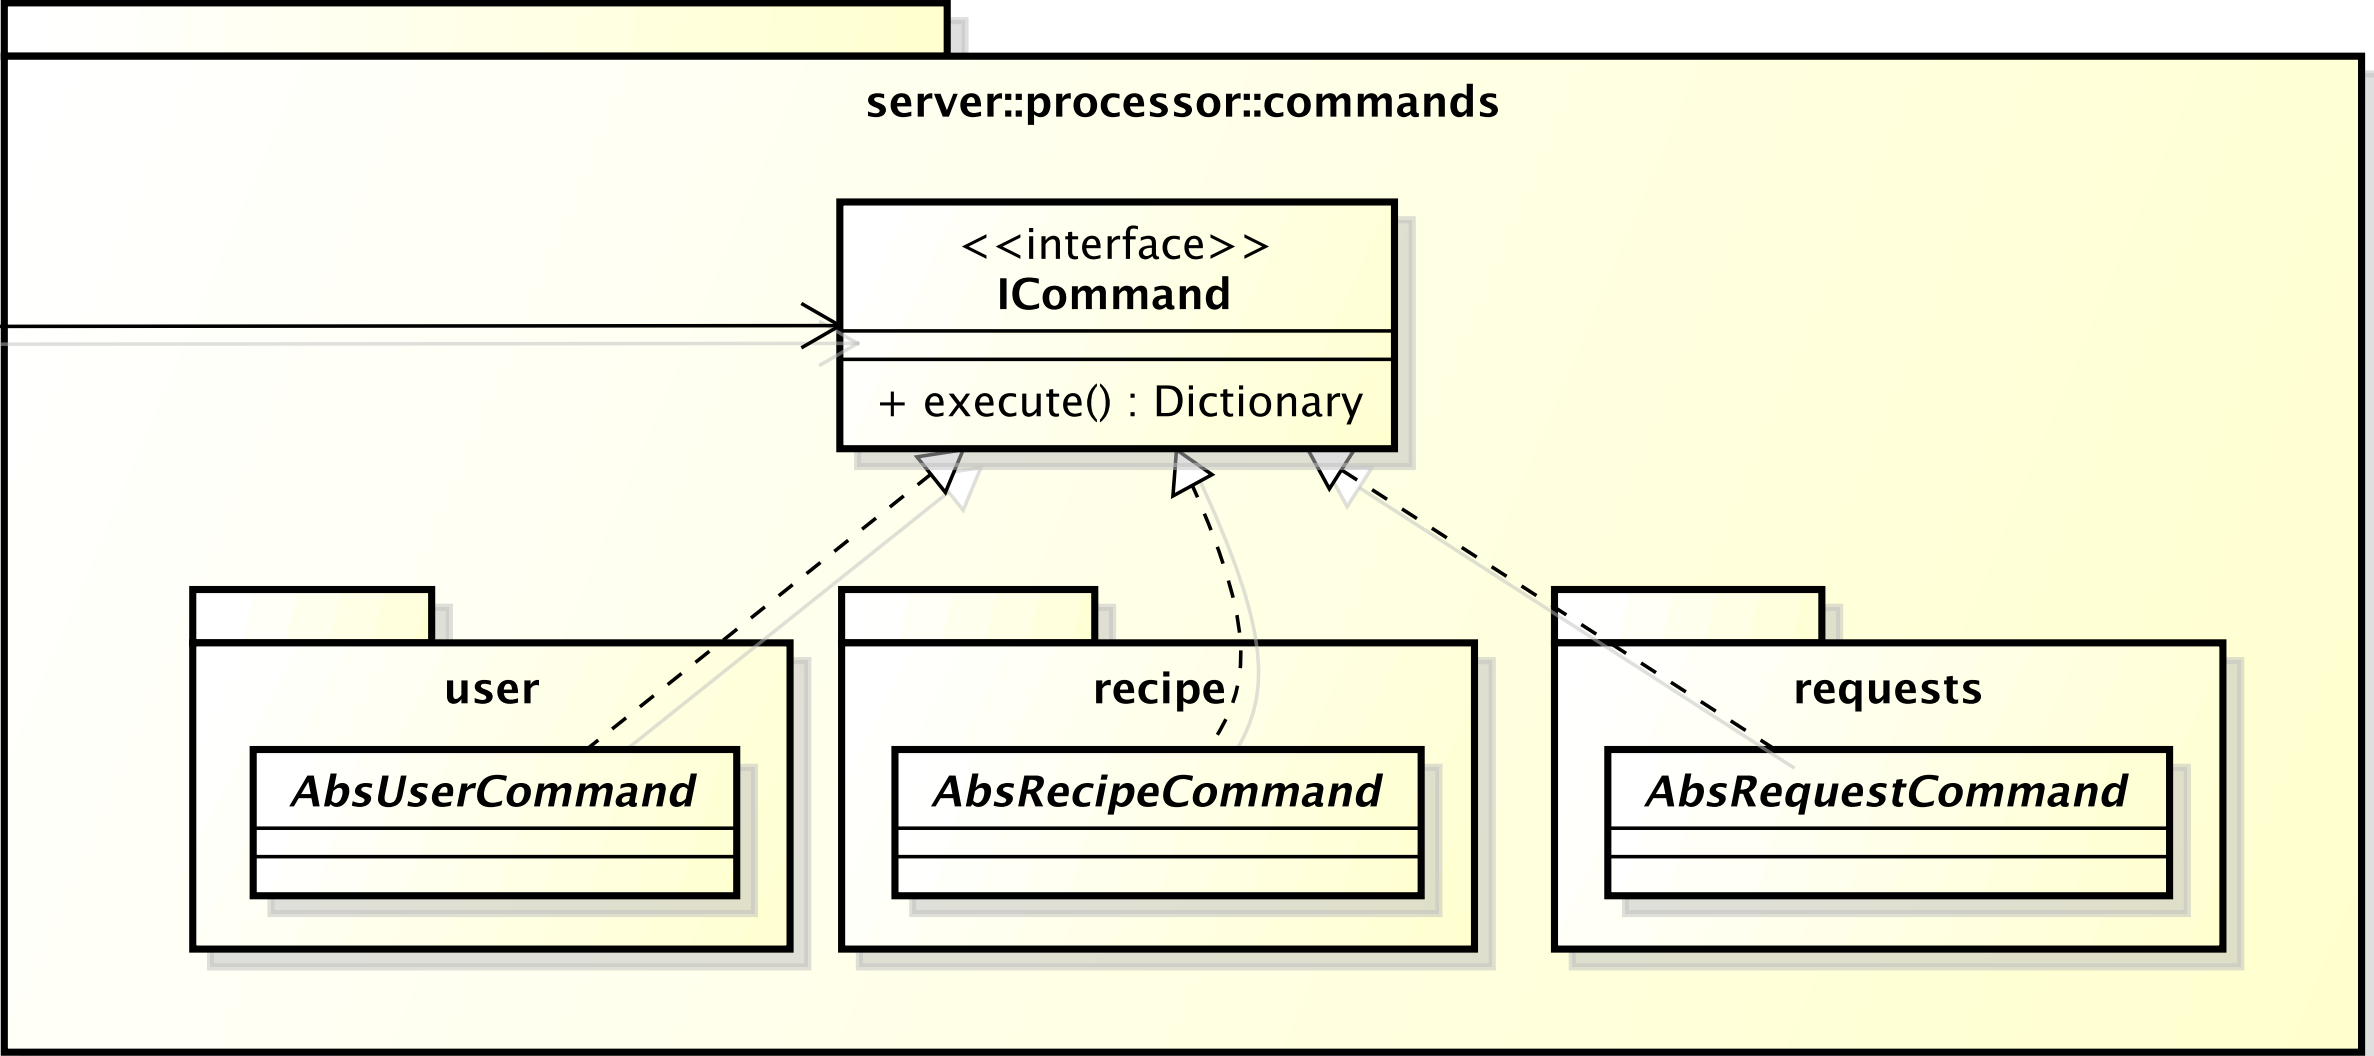 server::processor::commands
<<interface>>
ICommand
+ execute() : Dictionary
user
recipe
requests
AbsUserCommand
AbsRecipeCommand
AbsRequestCommand